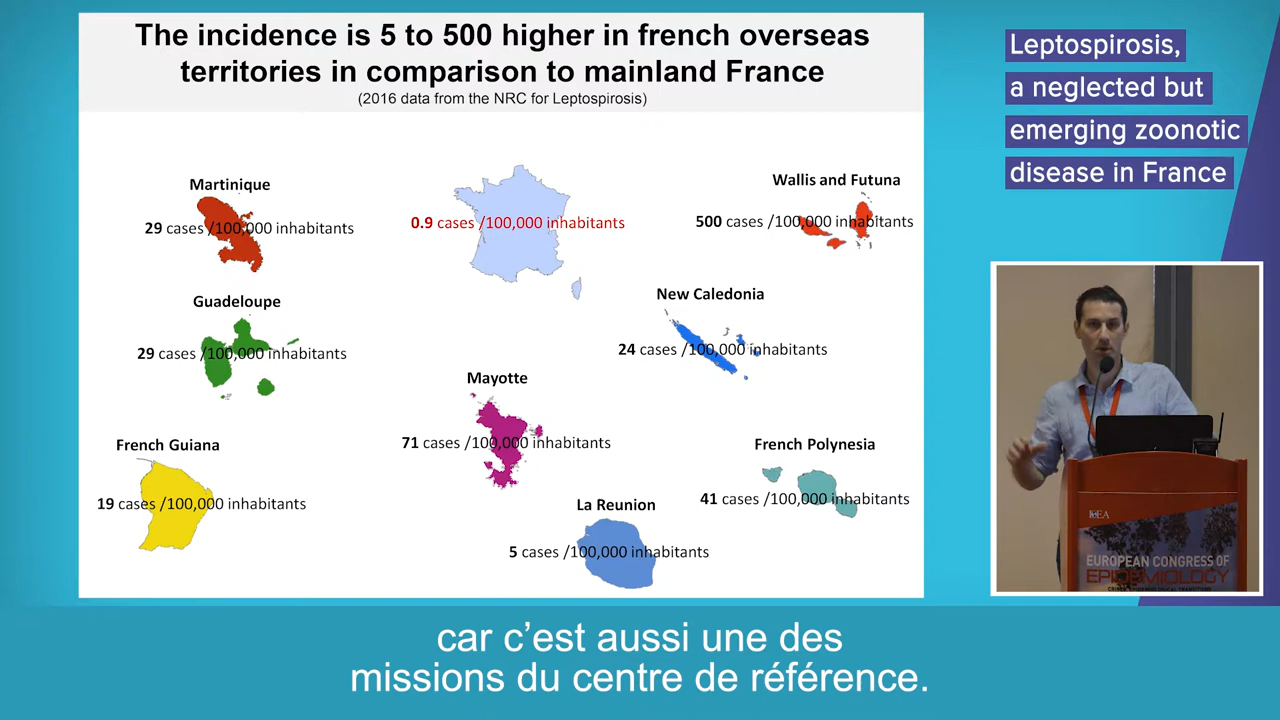 The incidence is 5 to 500 higher in french overseas
territories in comparison to mainland France
(2016 data from the NRC for Leptospirosis)
Martinique
29 cases /100,000 inhabitants
0.9 cases /100,000 inhabitants
Wallis and Futuna
500 cases /100,000 inhabitants
Guadeloupe
29 cases /100,000 inhabitants
New Caledonia
24 cases /100,000 inhabitants
Mayotte
71 cases /100,000 inhabitants
French Guiana
19 cases /100,000 inhabitants
French Polynesia
41 cases /100,000 inhabitants
La Reunion
5 cases /100,000 inhabitants
Leptospirosis,
a neglected but
emerging zoonotic
disease in France
EUROPEAN CONGRESS OF
EPIDEMIOLOGY
car c’est aussi une des
missions du centre de référence.